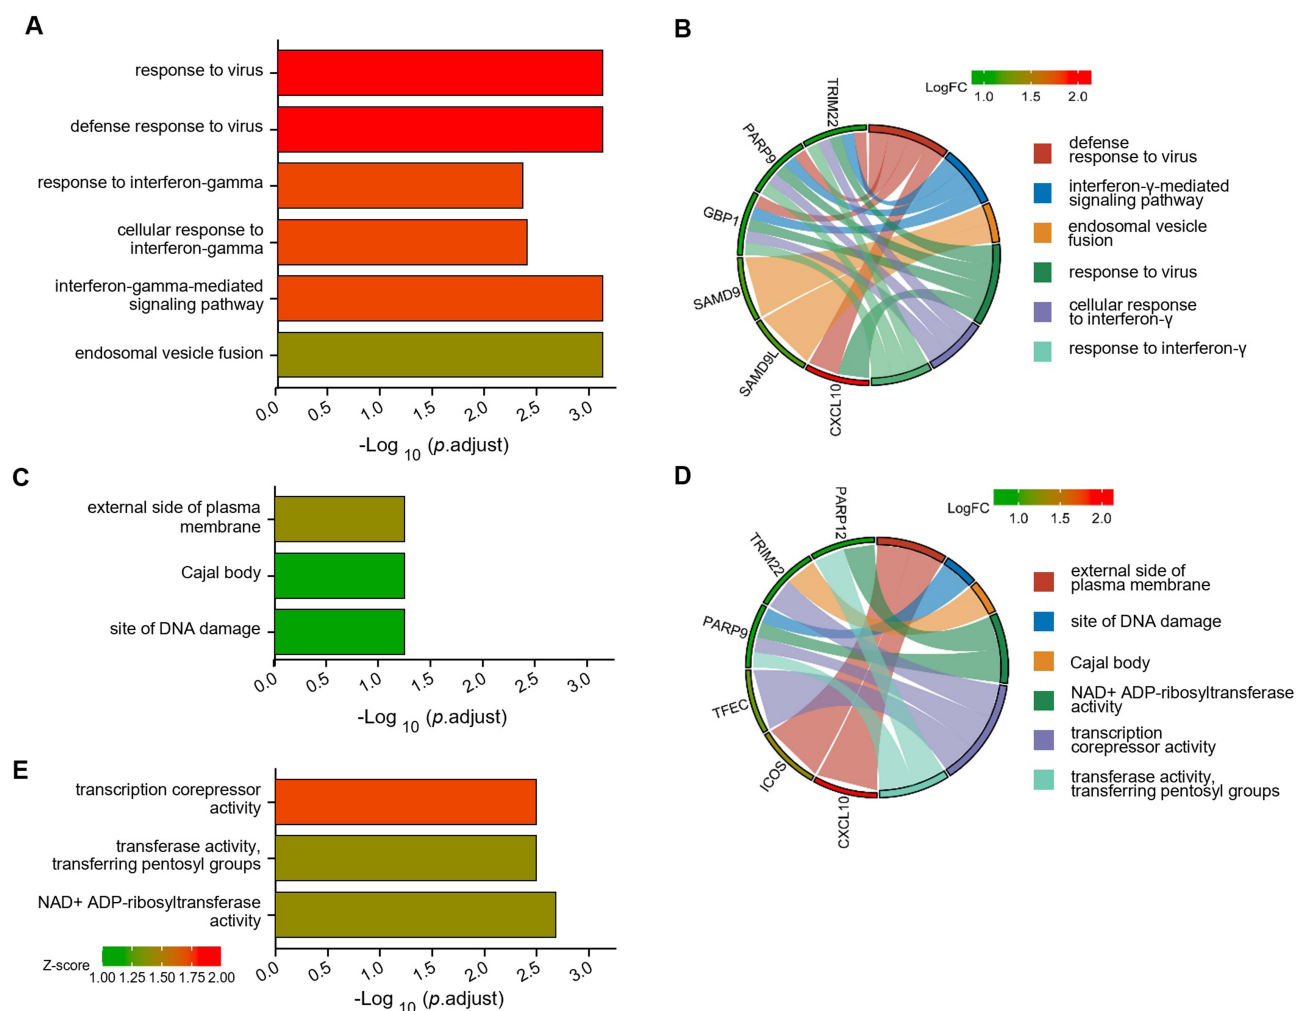 A
response to virus
defense response to virus
response to interferon-gamma
cellular response to
interferon-gamma
interferon-gamma-mediated
signaling pathway
endosomal vesicle fusion
0.0 0.5 1.0 1.5 2.0 2.5 3.0
-Log 10 (p.adjust)
B
LogFC
1.0 1.5 2.0
TRIM22
PARP9
GBP1
SAMD9
SAMD9L
CXCL10
defense
response to virus
interferon-γ-mediated
signaling pathway
endosomal vesicle
fusion
response to virus
cellular response
to interferon-γ
response to interferon-γ
C
external side of plasma
membrane
Cajal body
site of DNA damage
0.0 0.5 1.0 1.5 2.0 2.5 3.0
-Log 10 (p.adjust)
D
LogFC
1.0 1.5 2.0
PARP12
TRIM22
PARP9
TFEC
ICOS
CXCL10
external side of
plasma membrane
site of DNA damage
Cajal body
NAD+ ADP-ribosyltransferase
activity
transcription
corepressor activity
transferase activity,
transferring pentosyl groups
E
transcription corepressor
activity
transferase activity,
transferring pentosyl groups
NAD+ ADP-ribosyltransferase
activity
Z-score
1.00 1.25 1.50 1.75 2.00
0.0 0.5 1.0 1.5 2.0 2.5 3.0
-Log 10 (p.adjust)